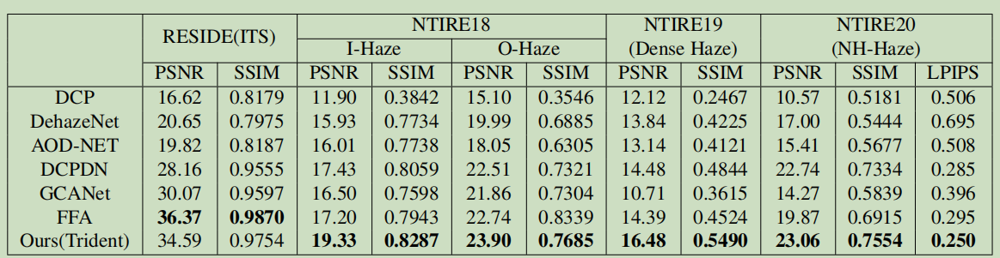 RESIDE(ITS) NTIRE18 NTIRE19 (Dense Haze) NTIRE20 (NH-Haze)
I-Haze O-Haze
PSNR SSIM PSNR SSIM PSNR SSIM PSNR SSIM PSNR SSIM LPIPS
DCP 16.62 0.8179 11.90 0.3842 15.10 0.3546 12.12 0.2467 10.57 0.5181 0.506
DehazeNet 20.65 0.7975 15.93 0.7734 19.99 0.6885 13.84 0.4225 17.00 0.5444 0.695
AOD-NET 19.82 0.8187 16.01 0.7738 18.05 0.6305 13.14 0.4121 15.41 0.5677 0.508
DCPDN 28.16 0.9555 17.43 0.8059 22.51 0.7321 14.48 0.4844 22.74 0.7334 0.285
GCANet 30.07 0.9597 16.50 0.7598 21.86 0.7304 10.71 0.3615 14.27 0.5839 0.396
FFA 36.37 0.9870 17.20 0.7943 22.74 0.8339 14.39 0.4524 19.87 0.6915 0.295
Ours(Trident) 34.59 0.9754 19.33 0.8287 23.90 0.7685 16.48 0.5490 23.06 0.7554 0.250